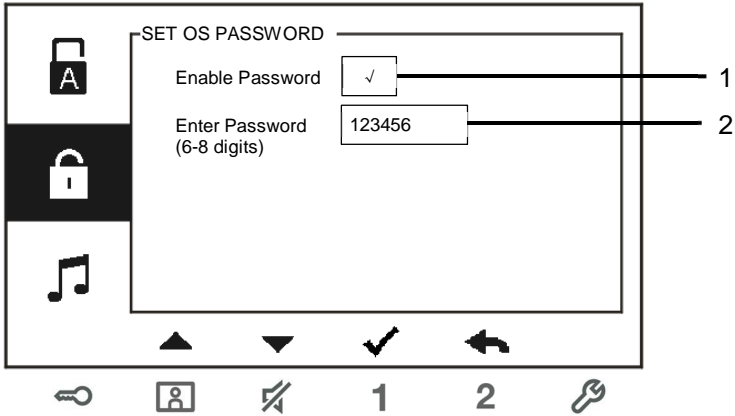 SET OS PASSWORD
A
Enable Password √ 1
Enter Password 123456 2
(6-8 digits)
1 2